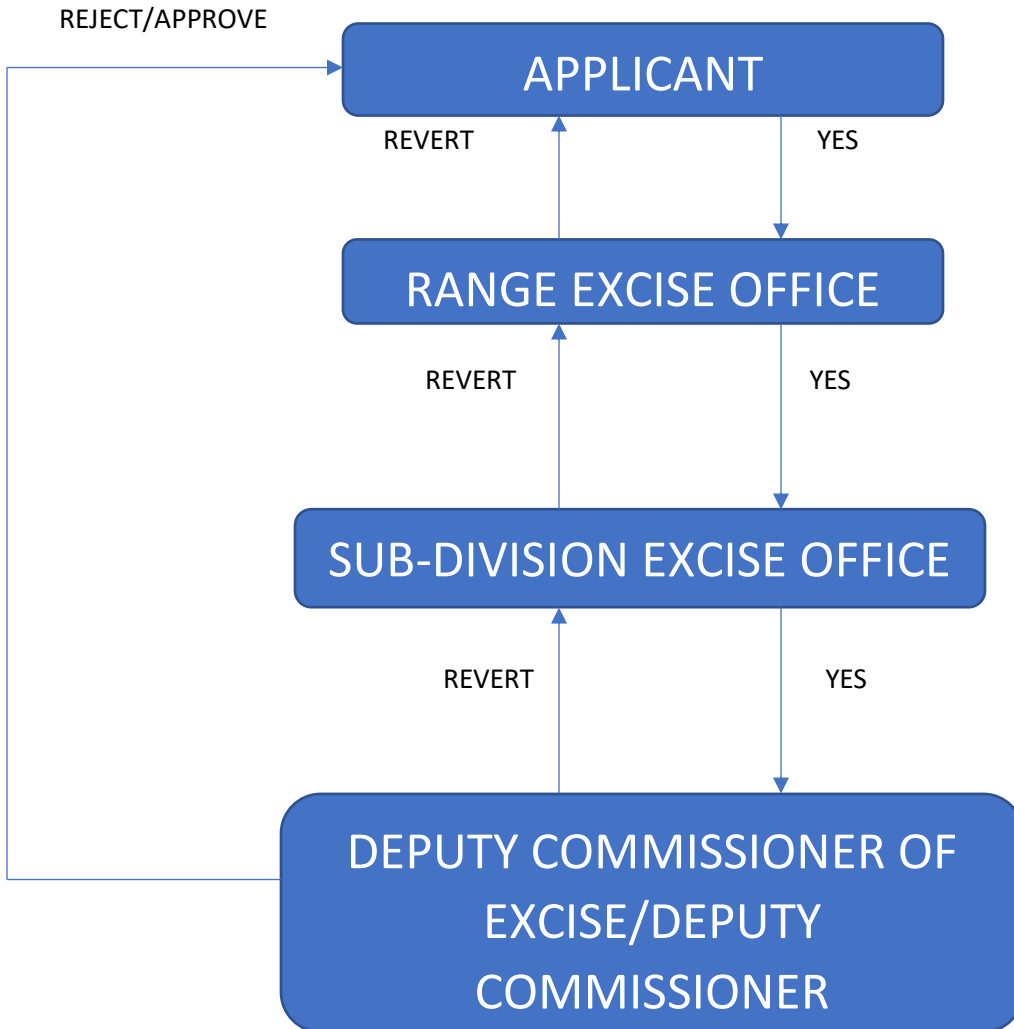 REJECT/APPROVE
APPLICANT
REVERT
YES
RANGE EXCISE OFFICE
REVERT
YES
SUB-DIVISION EXCISE OFFICE
REVERT
YES
DEPUTY COMMISSIONER OF
EXCISE/DEPUTY
COMMISSIONER